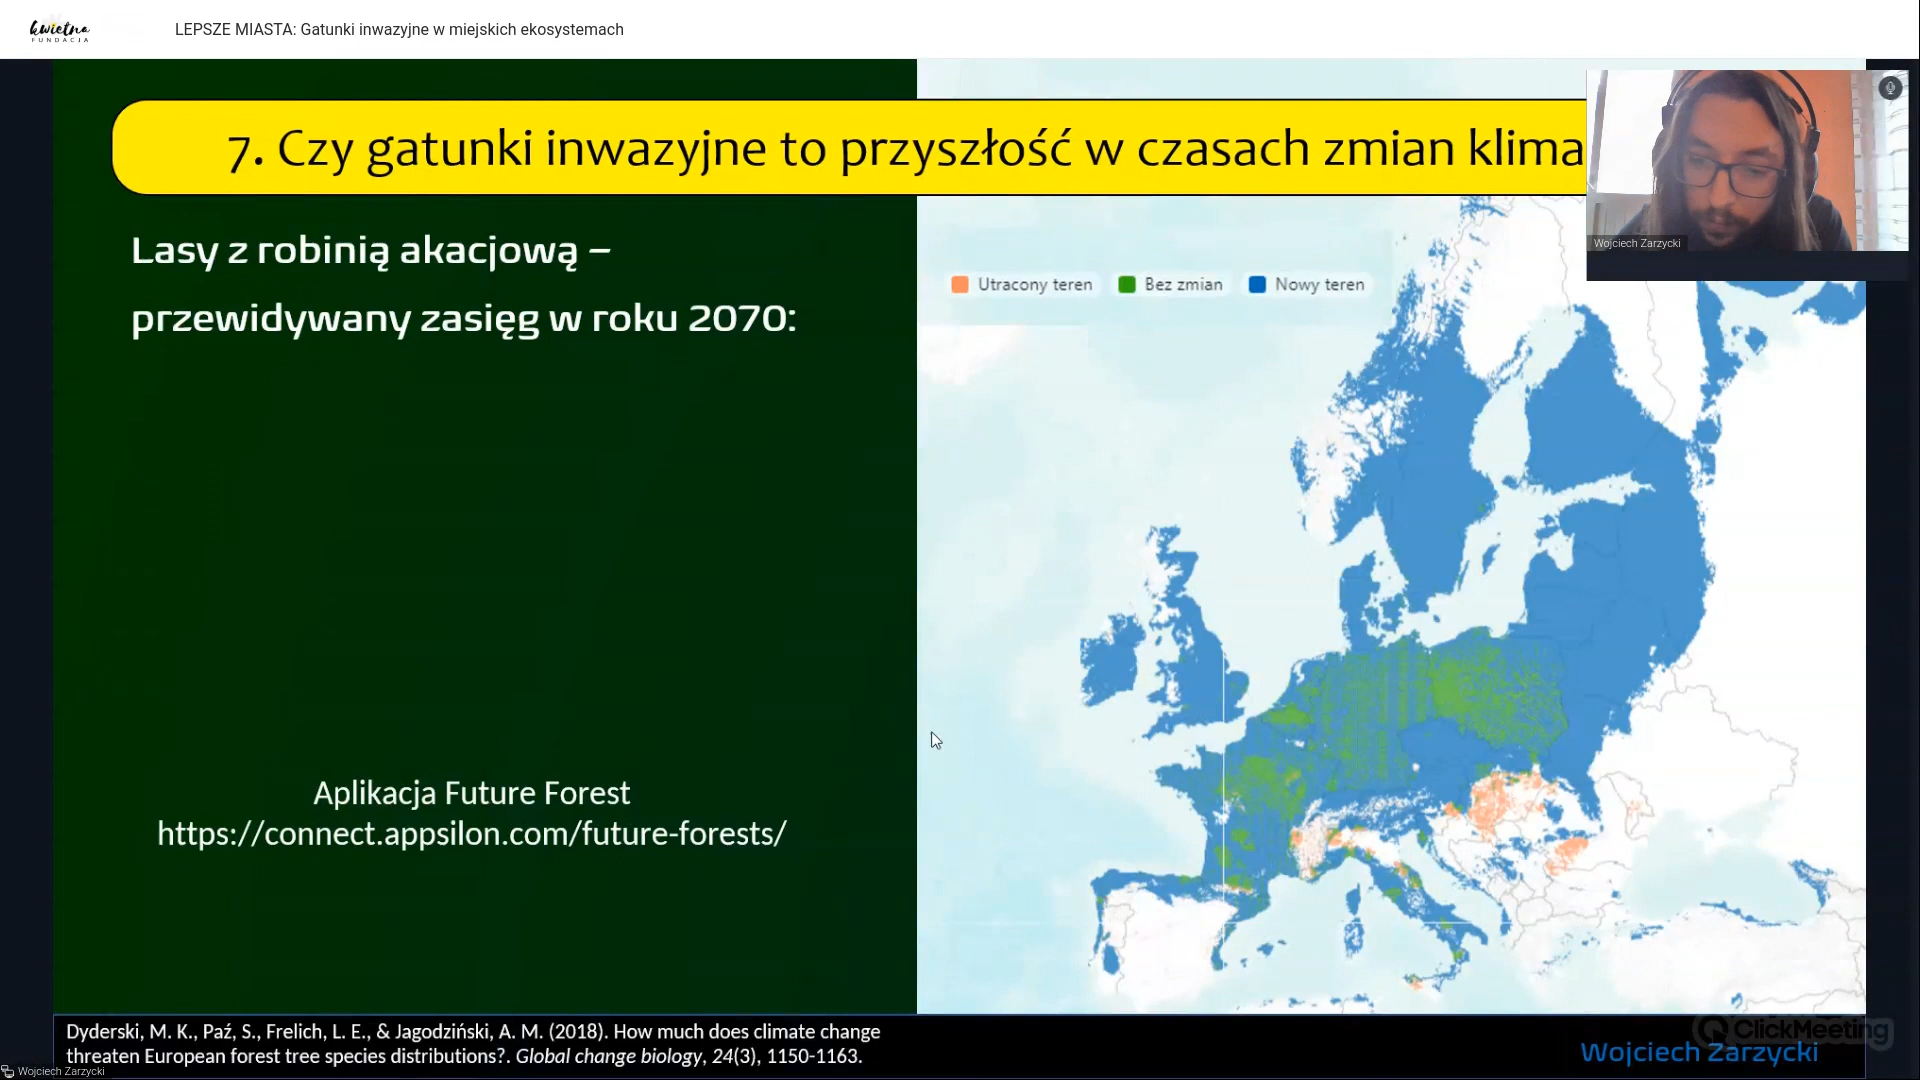 kwietna
FUNDACJA
LEPSZE MIASTA: Gatunki inwazyjne w miejskich ekosystemach
7. Czy gatunki inwazyjne to przyszłość w czasach zmian klima
Wojciech Zarzycki
Lasy z robinią akacjową –
przewidywany zasięg w roku 2070:
Utracony teren Bez zmian Nowy teren
Aplikacja Future Forest
https://connect.appsilon.com/future-forests/
Dyderski, M. K., Paź, S., Frelich, L. E., & Jagodziński, A. M. (2018). How much does climate change
threaten European forest tree species distributions?. Global change biology, 24(3), 1150-1163.
ClickMeeting
Wojciech Zarzycki
Wojciech Zarzycki